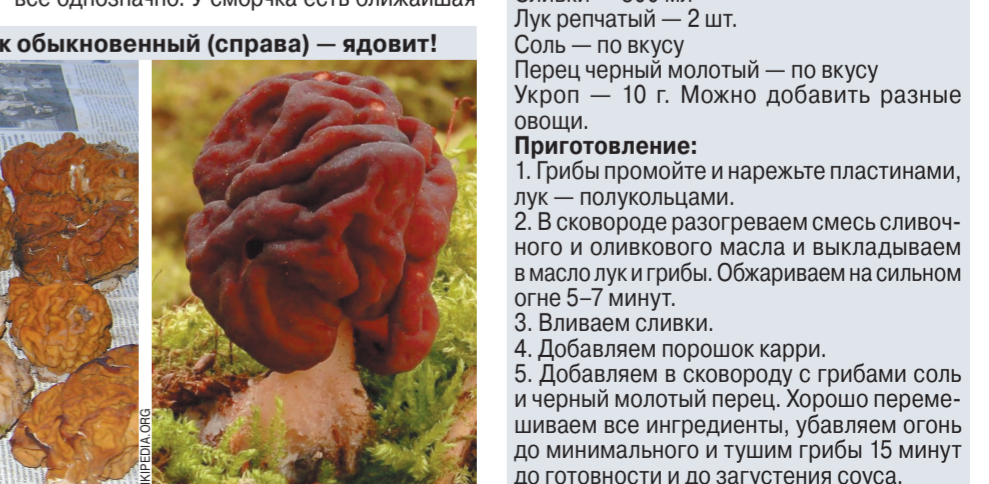 все однозначно. У сморчка есть ближайшая
к обыкновенный (справа) — ядовит!
KIPEDIA.ORG
Лук репчатый — 2 шт.
Соль — по вкусу
Перец черный молотый — по вкусу
Укроп — 10 г. Можно добавить разные
овощи.
Приготовление:
1. Грибы промойте и нарежьте пластинами,
лук — полукольцами.
2. В сковороде разогреваем смесь сливоч-
ного и оливкового масла и выкладываем
в масло лук и грибы. Обжариваем на сильном
огне 5–7 минут.
3. Вливаем сливки.
4. Добавляем порошок карри.
5. Добавляем в сковороду с грибами соль
и черный молотый перец. Хорошо переме-
шиваем все ингредиенты, убавляем огонь
до минимального и тушим грибы 15 минут
до готовности и до загустения соуса.